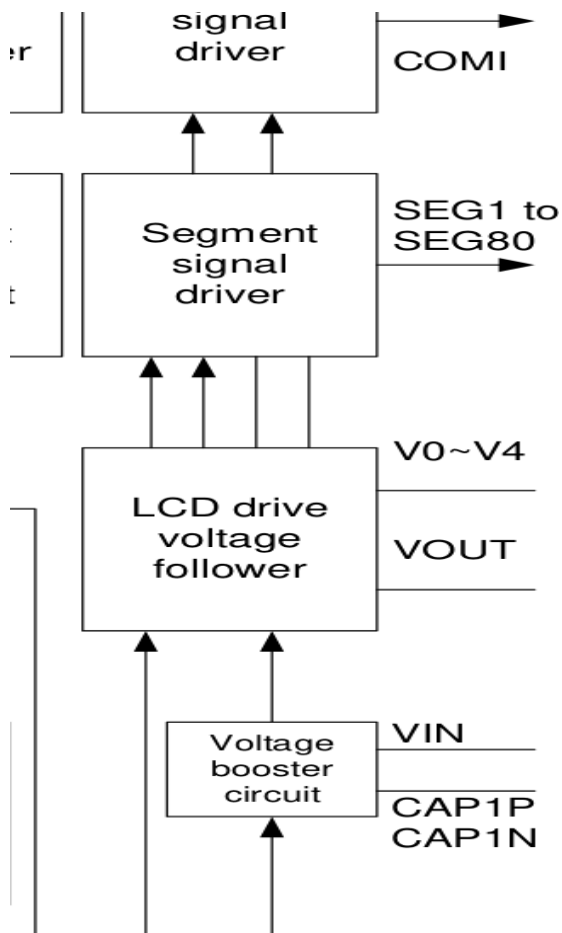 signal
driver
COMI
SEG1 to
SEG80
Segment
signal
driver
V0~V4
LCD drive
voltage
follower
VOUT
VIN
Voltage
booster
circuit
CAP1P
CAP1N